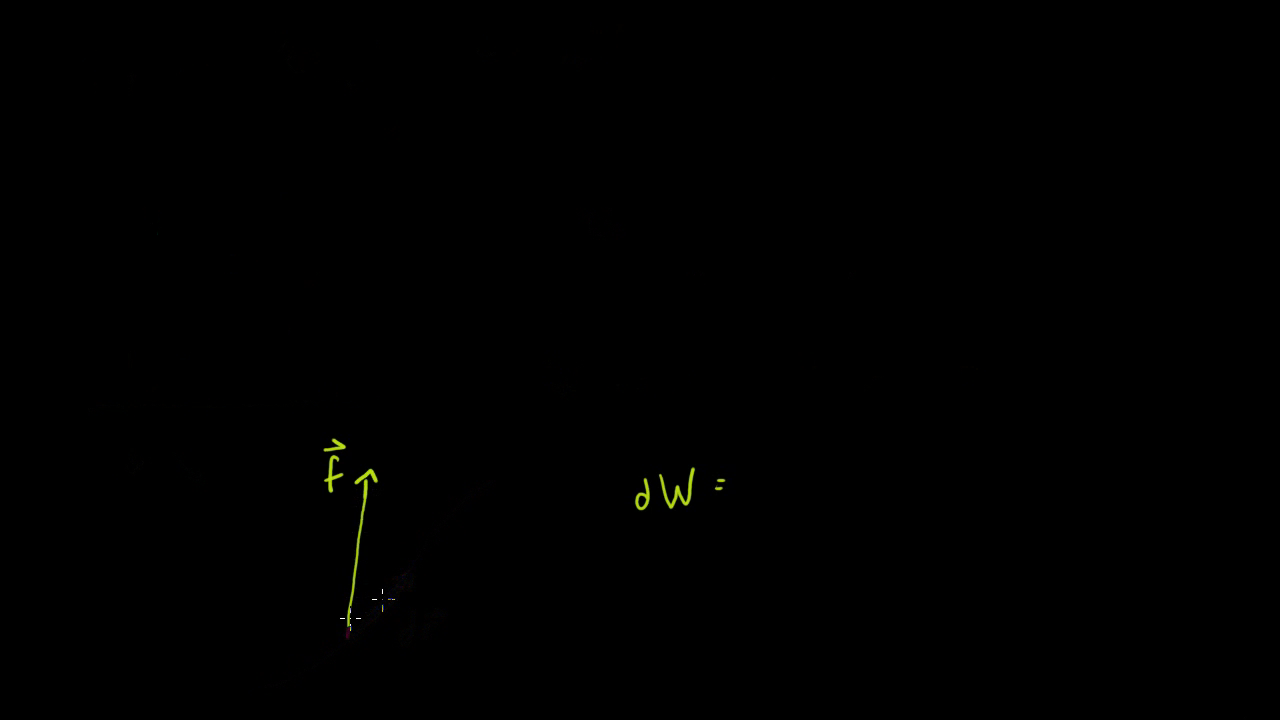 f⃗
dW =